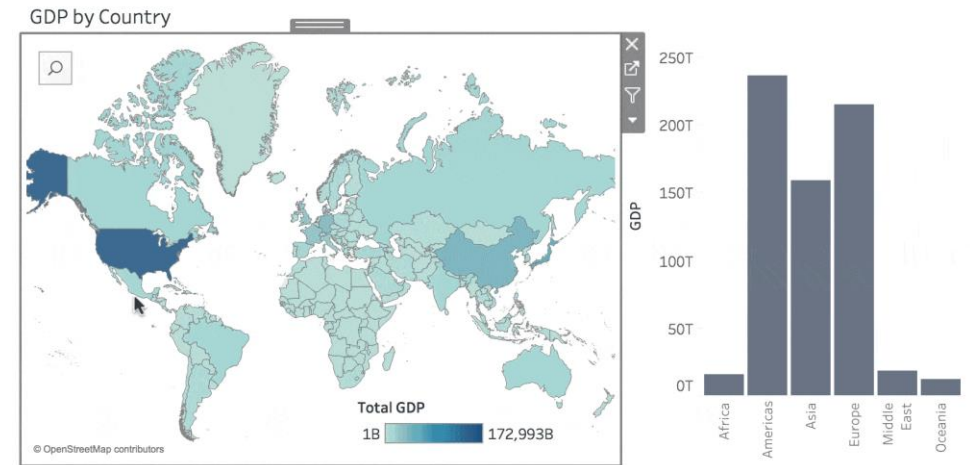 GDP by Country
Total GDP
1B 172,993B
© OpenStreetMap contributors
GDP
250T
200T
150T
100T
50T
0T
Africa
Americas
Asia
Europe
Middle
East
Oceania